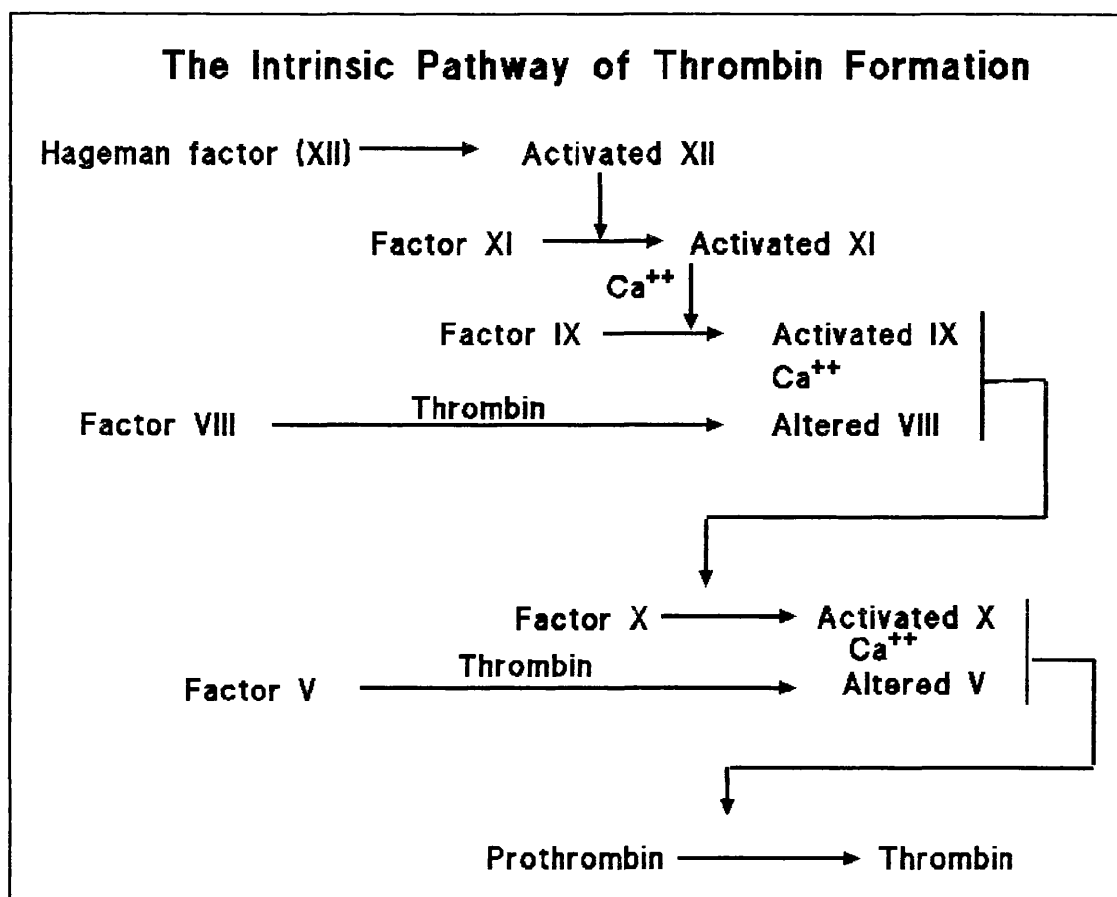 The Intrinsic Pathway of Thrombin Formation
Hageman factor (XII) Activated XII
Factor XI Activated XI
Ca++
Factor IX Activated IX
Ca++
Thrombin
Factor VIII Altered VIII
Factor X Activated X
Ca++
Thrombin
Factor V Altered V
Prothrombin Thrombin